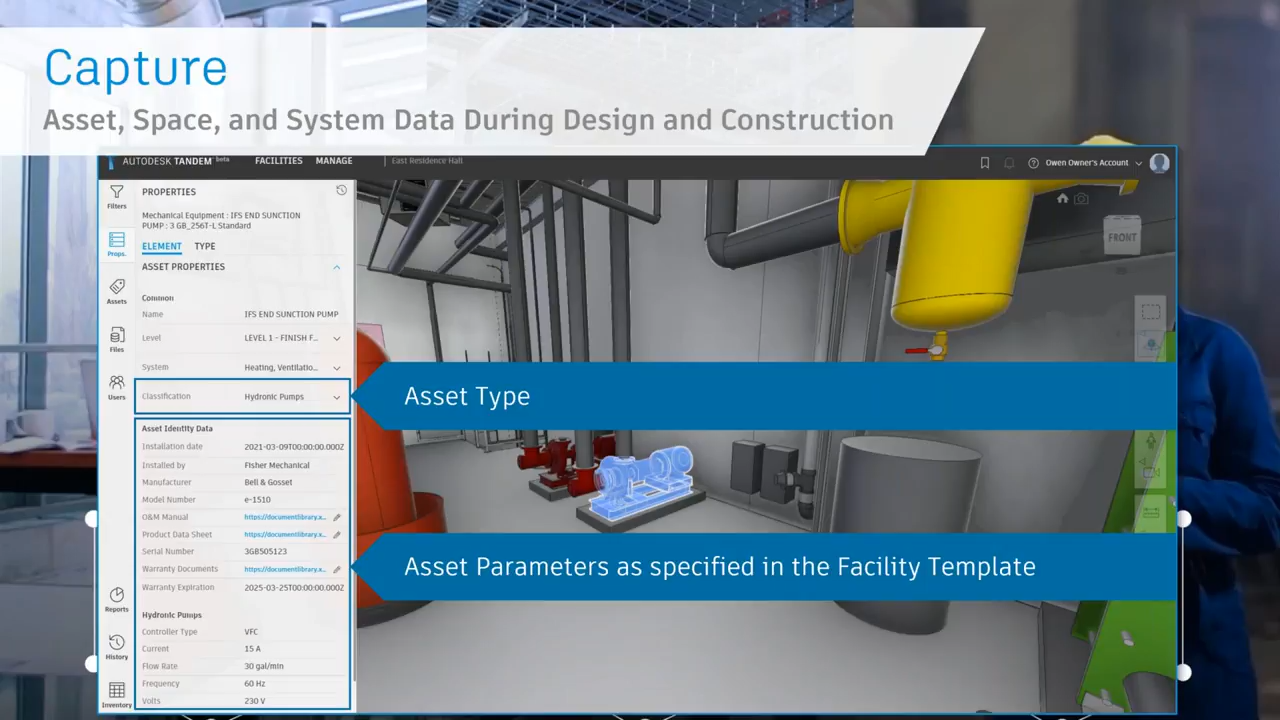 Capture
Asset, Space, and System Data During Design and Construction
AUTODESK TANDEM beta FACILITIES MANAGE East Residence Hall Owen Owner's Account
Filters
Props.
Assets
Files
Users
Reports
History
Inventory
PROPERTIES
Mechanical Equipment : IFS END SUNCTION
PUMP : 3 GB_256T-L Standard
ELEMENT TYPE
ASSET PROPERTIES
Common
Name IFS END SUNCTION PUMP
Level LEVEL 1 - FINISH F...
System Heating, Ventilatio...
Classification Hydronic Pumps
Asset Identity Data
Installation date 2021-03-09T00:00:00.000Z
Installed by Fisher Mechanical
Manufacturer Bell & Gosset
Model Number e-1510
O&M Manual https://documentlibrary.a...
Product Data Sheet https://documentlibrary.a...
Serial Number 3GB505123
Warranty Documents https://documentlibrary.a...
Warranty Expiration 2025-03-25T00:00:00.000Z
Hydronic Pumps
Controller Type VFC
Current 15 A
Flow Rate 30 gal/min
Frequency 60 Hz
Volts 230 V
FRONT
Asset Type
Asset Parameters as specified in the Facility Template